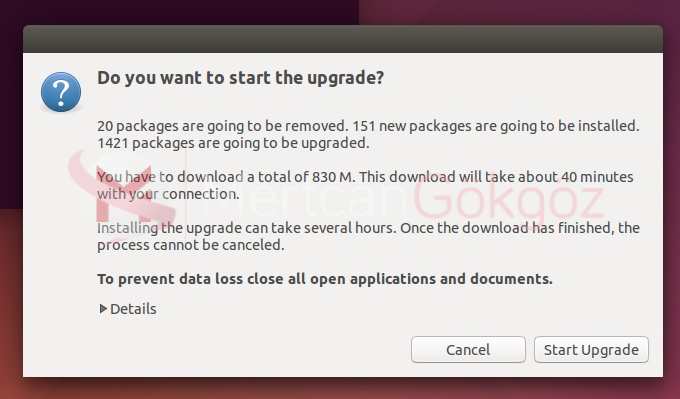 Do you want to start the upgrade?
20 packages are going to be removed. 151 new packages are going to be installed.
1421 packages are going to be upgraded.
You have to download a total of 830 M. This download will take about 40 minutes
with your connection.
MertcanGokgoz
Installing the upgrade can take several hours. Once the download has finished, the
process cannot be canceled.
To prevent data loss close all open applications and documents.
Details
Cancel
Start Upgrade